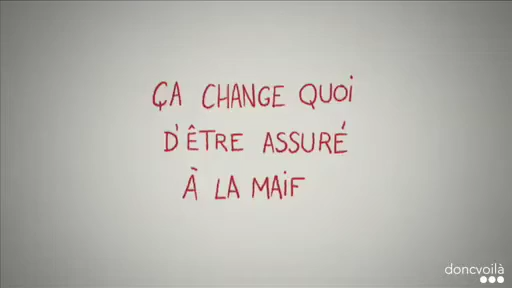 ÇA CHANGE QUOI
D'ÊTRE ASSURÉ
À LA MAiF
doncvoilà